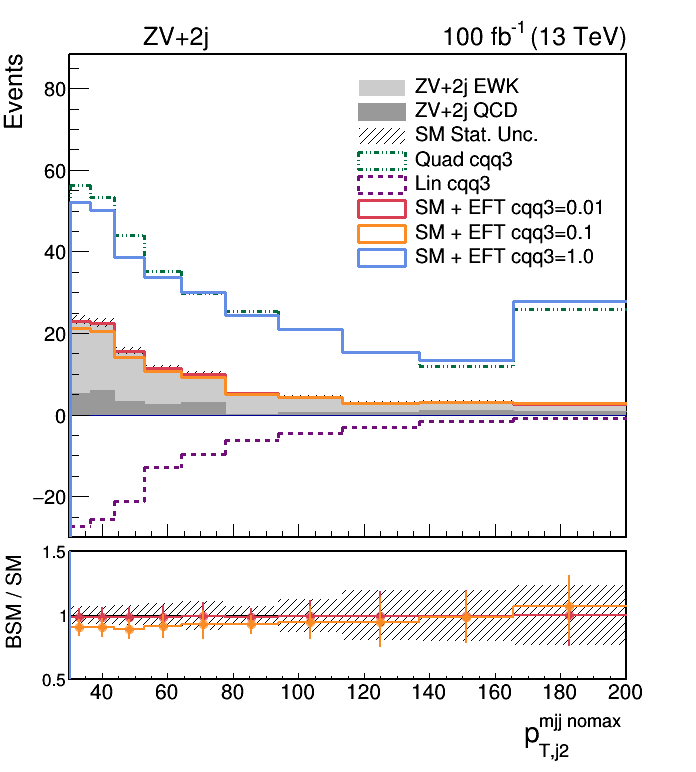 ZV+2j 100 fb-1 (13 TeV)
Events
80
60
40
20
0
−20
ZV+2j EWK
ZV+2j QCD
SM Stat. Unc.
Quad cqq3
Lin cqq3
SM + EFT cqq3=0.01
SM + EFT cqq3=0.1
SM + EFT cqq3=1.0
BSM / SM
1.5
1
0.5
40 60 80 100 120 140 160 180 200
p mjj nomax T,j2